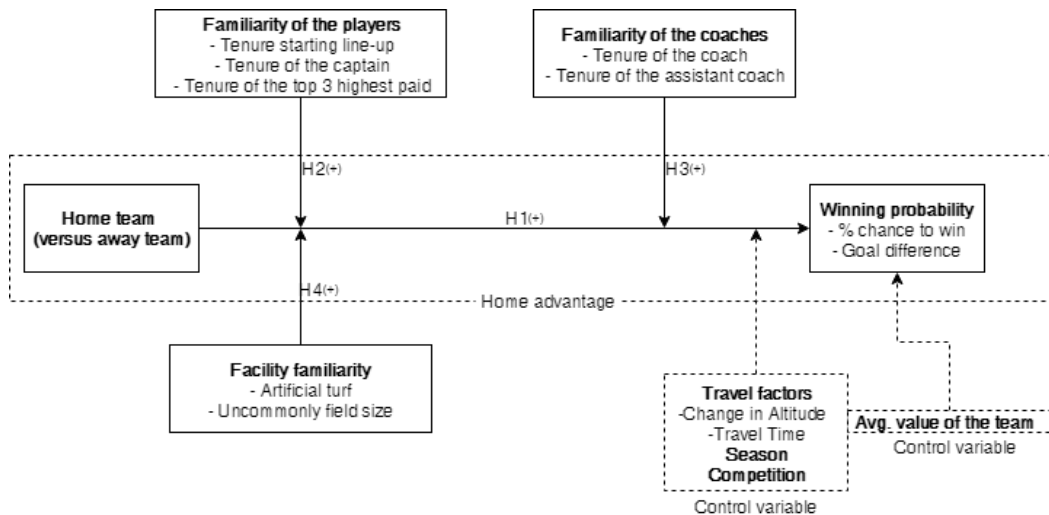 Familiarity of the players
- Tenure starting line-up
- Tenure of the captain
- Tenure of the top 3 highest paid
Familiarity of the coaches
- Tenure of the coach
- Tenure of the assistant coach
H2(+)
H3(+)
Home team
(versus away team)
H1(+)
Winning probability
- % chance to win
- Goal difference
H4(+)
Home advantage
Facility familiarity
- Artificial turf
- Uncommonly field size
Travel factors
-Change in Altitude
-Travel Time
Season
Competition
Control variable
Avg. value of the team
Control variable